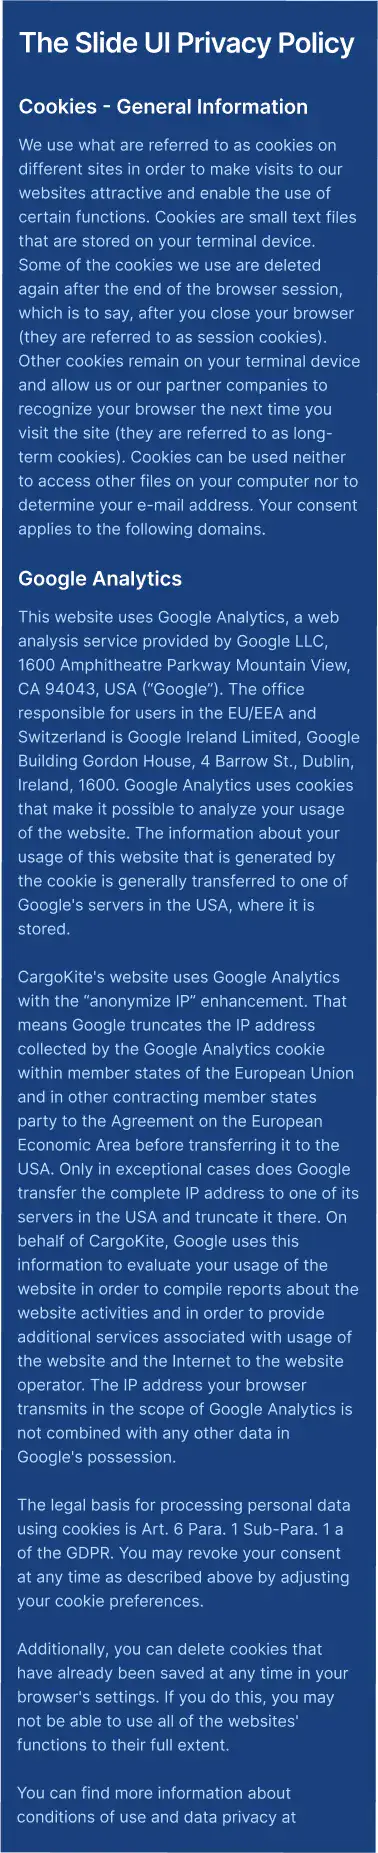 The Slide UI Privacy Policy
Cookies - General Information
We use what are referred to as cookies on
different sites in order to make visits to our
websites attractive and enable the use of
certain functions. Cookies are small text files
that are stored on your terminal device.
Some of the cookies we use are deleted
again after the end of the browser session,
which is to say, after you close your browser
(they are referred to as session cookies).
Other cookies remain on your terminal device
and allow us or our partner companies to
recognize your browser the next time you
visit the site (they are referred to as long-
term cookies). Cookies can be used neither
to access other files on your computer nor to
determine your e-mail address. Your consent
applies to the following domains.
Google Analytics
This website uses Google Analytics, a web
analysis service provided by Google LLC,
1600 Amphitheatre Parkway Mountain View,
CA 94043, USA (“Google”). The office
responsible for users in the EU/EEA and
Switzerland is Google Ireland Limited, Google
Building Gordon House, 4 Barrow St., Dublin,
Ireland, 1600. Google Analytics uses cookies
that make it possible to analyze your usage
of the website. The information about your
usage of this website that is generated by
the cookie is generally transferred to one of
Google's servers in the USA, where it is
stored.
CargoKite's website uses Google Analytics
with the “anonymize IP” enhancement. That
means Google truncates the IP address
collected by the Google Analytics cookie
within member states of the European Union
and in other contracting member states
party to the Agreement on the European
Economic Area before transferring it to the
USA. Only in exceptional cases does Google
transfer the complete IP address to one of its
servers in the USA and truncate it there. On
behalf of CargoKite, Google uses this
information to evaluate your usage of the
website in order to compile reports about the
website activities and in order to provide
additional services associated with usage of
the website and the Internet to the website
operator. The IP address your browser
transmits in the scope of Google Analytics is
not combined with any other data in
Google's possession.
The legal basis for processing personal data
using cookies is Art. 6 Para. 1 Sub-Para. 1 a
of the GDPR. You may revoke your consent
at any time as described above by adjusting
your cookie preferences.
Additionally, you can delete cookies that
have already been saved at any time in your
browser's settings. If you do this, you may
not be able to use all of the websites'
functions to their full extent.
You can find more information about
conditions of use and data privacy at